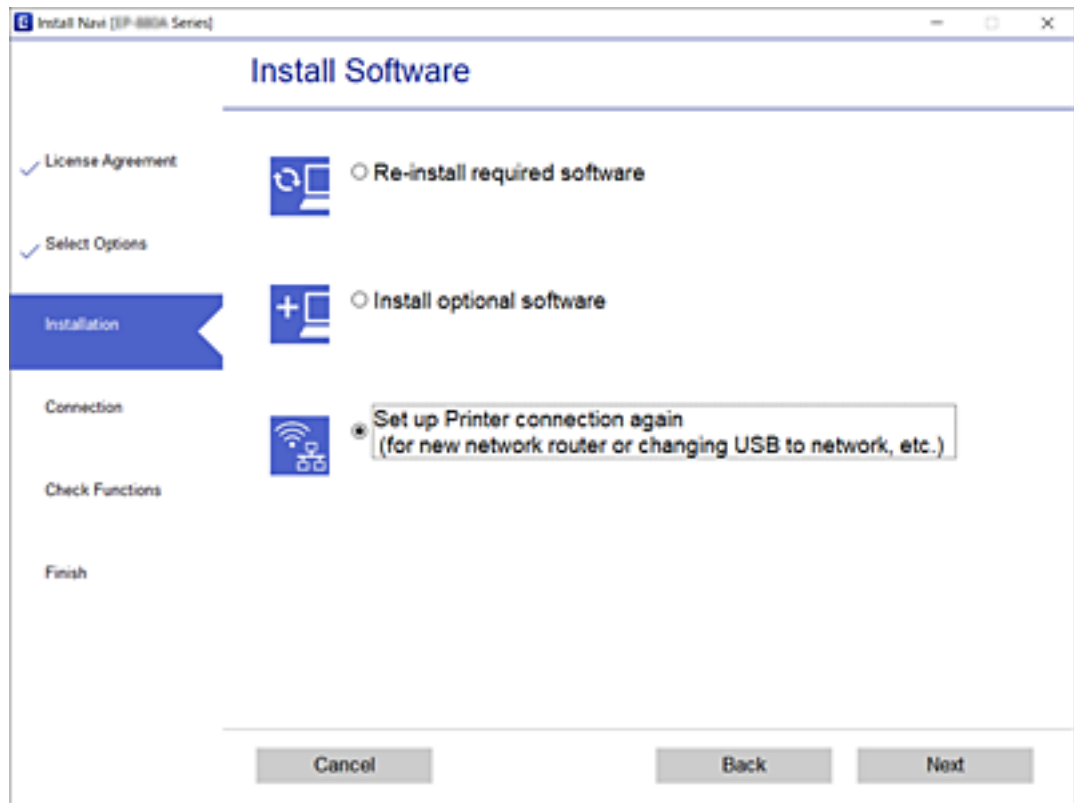 Install Navi [ Series]
Install Software
License Agreement
Select Options
Installation
Connection
Check Functions
Finish
Re-install required software
Install optional software
Set up Printer connection again
(for new network router or changing USB to network, etc.)
Cancel
Back
Next